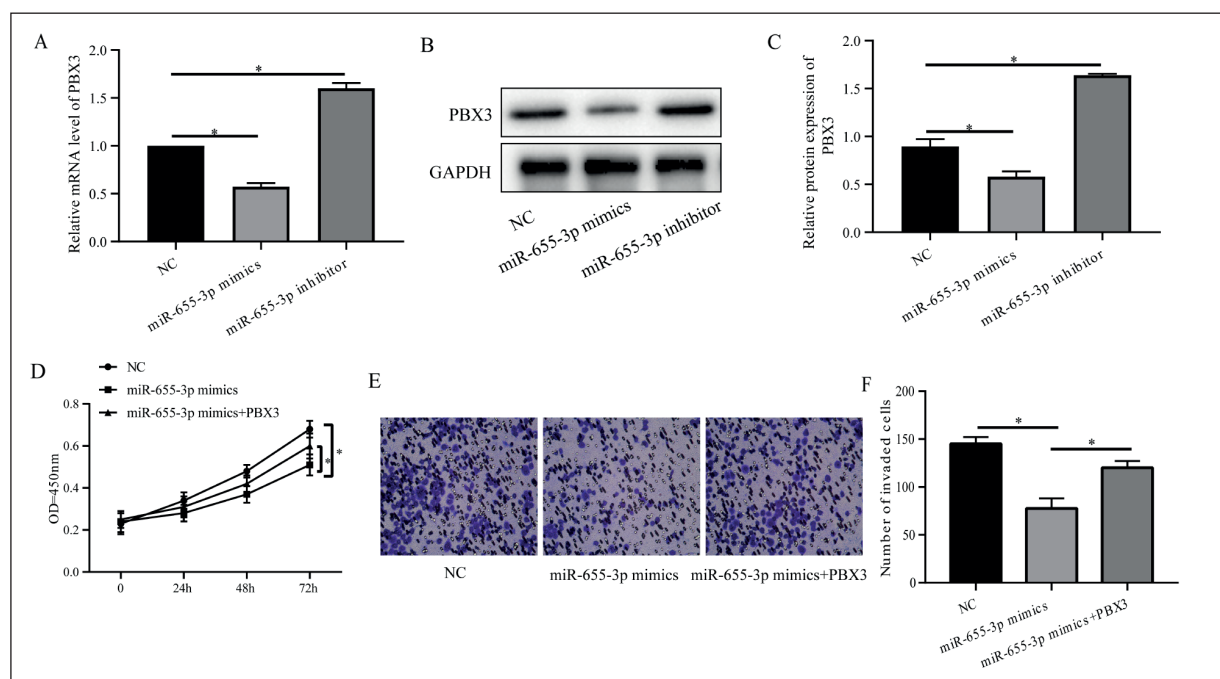 A
Relative mRNA level of PBX3
2.0
1.5
1.0
0.5
0.0
*
*
NC
miR-655-3p mimics
miR-655-3p inhibitor
B
PBX3
GAPDH
NC
miR-655-3p mimics
miR-655-3p inhibitor
C
Relative protein expression of
PBX3
2.0
1.5
1.0
0.5
0.0
*
*
NC
miR-655-3p mimics
miR-655-3p inhibitor
D
NC
miR-655-3p mimics
miR-655-3p mimics+PBX3
OD=450nm
0.8
0.6
0.4
0.2
0.0
0
24h
48h
72h
*
*
E
NC
miR-655-3p mimics
miR-655-3p mimics+PBX3
F
Number of invaded cells
200
150
100
50
0
*
*
NC
miR-655-3p mimics
miR-655-3p mimics+PBX3